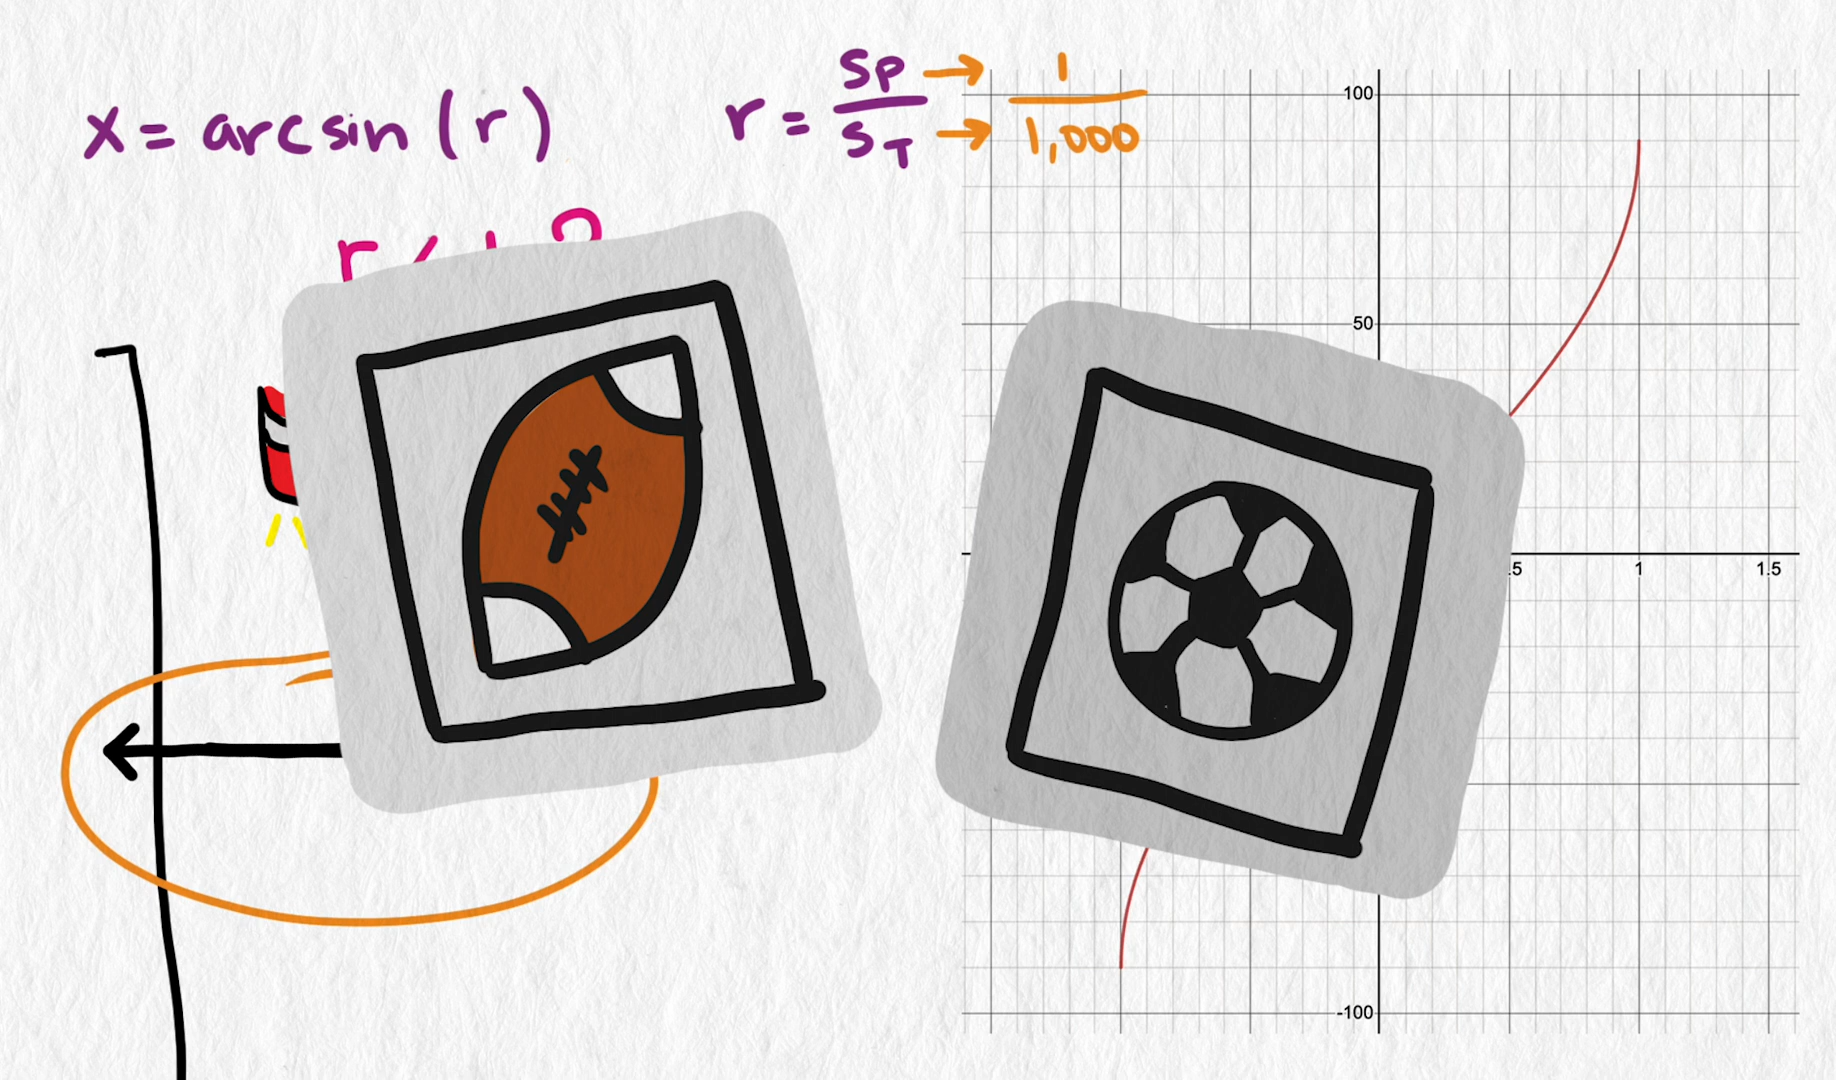 x = arcsin (r)
r = SP/ST → 1/1,000
100
50
.5 1 1.5
-100